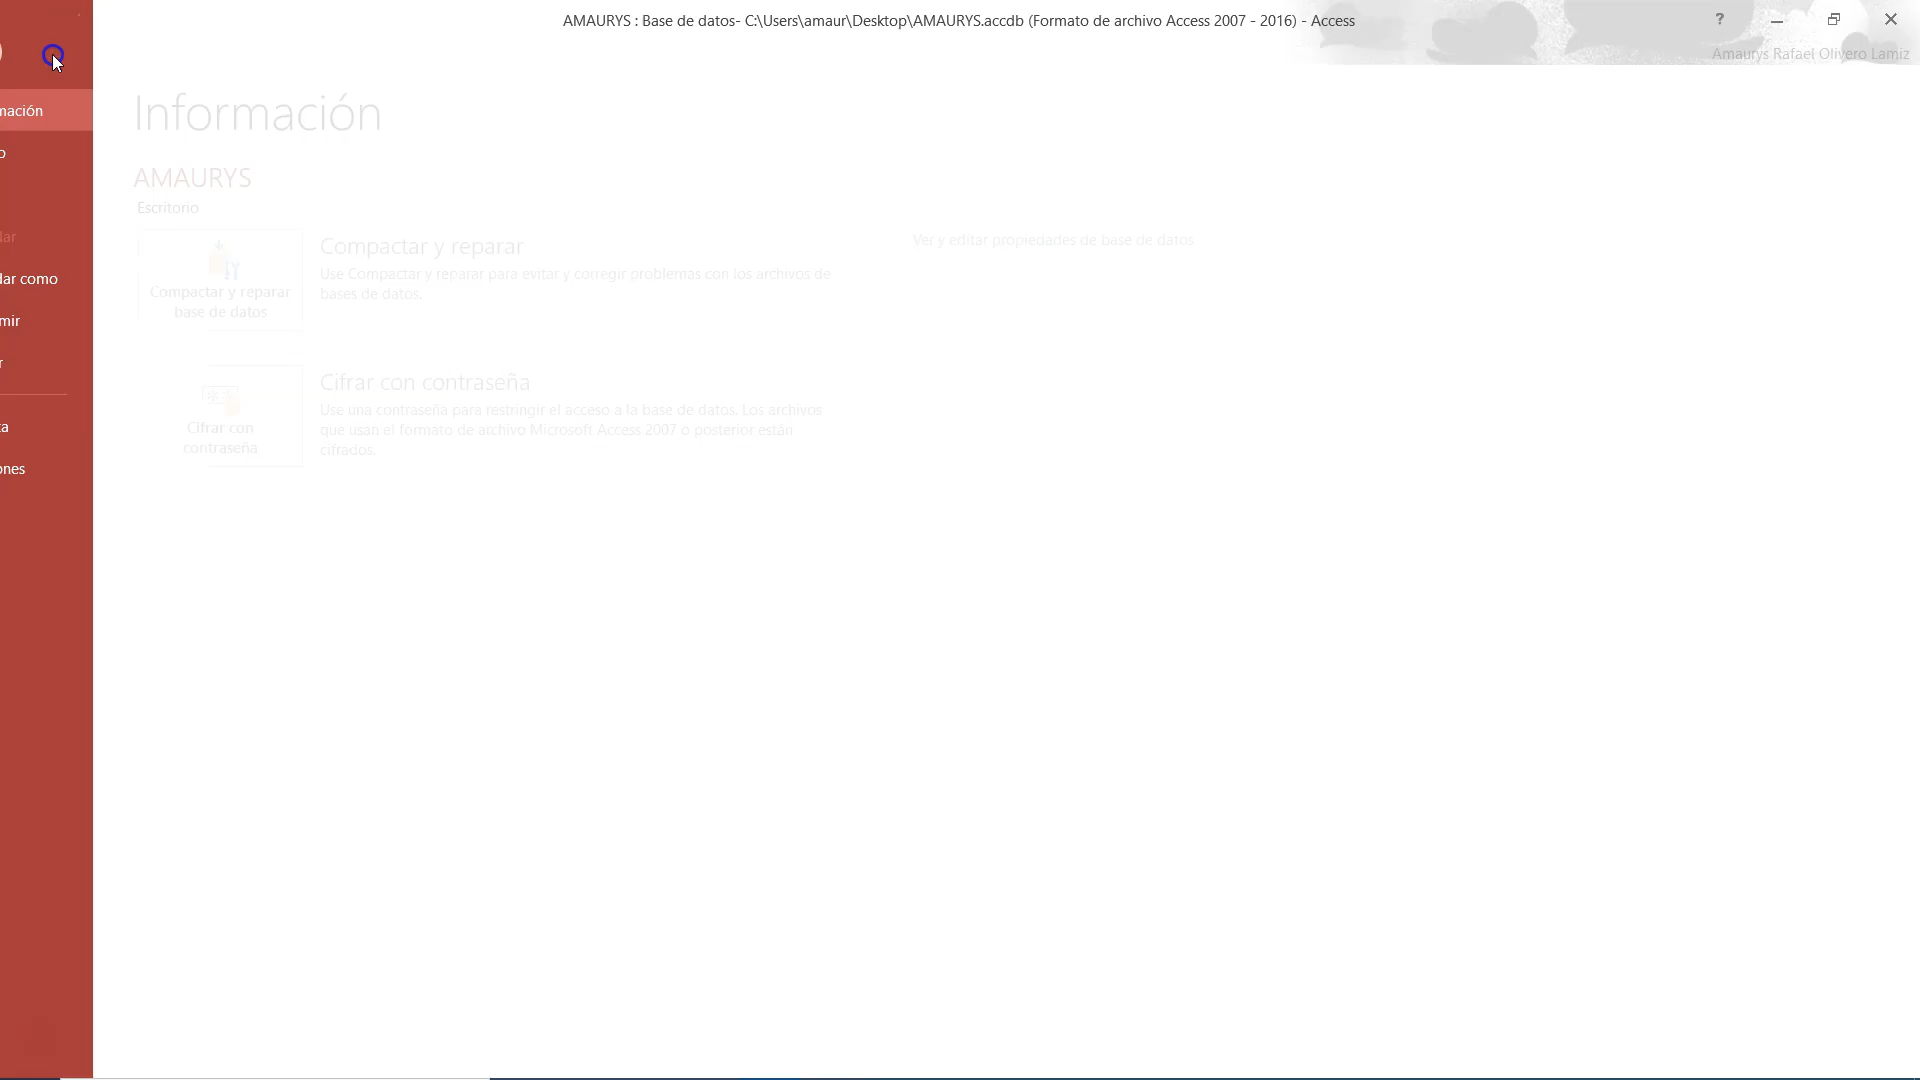 AMAURYS : Base de datos- C:\Users\amaur\Desktop\AMAURYS.accdb (Formato de archivo Access 2007 - 2016) - Access
?
Amaurys Rafael Olivero Lamiz
mación
o
dar
dar como
mir
r
ta
ones
Información
AMAURYS
Escritorio
Compactar y reparar
base de datos
Compactar y reparar
Use Compactar y reparar para evitar y corregir problemas con los archivos de
bases de datos.
Ver y editar propiedades de base de datos
Cifrar con
contraseña
Cifrar con contraseña
Use una contraseña para restringir el acceso a la base de datos. Los archivos
que usan el formato de archivo Microsoft Access 2007 o posterior están
cifrados.